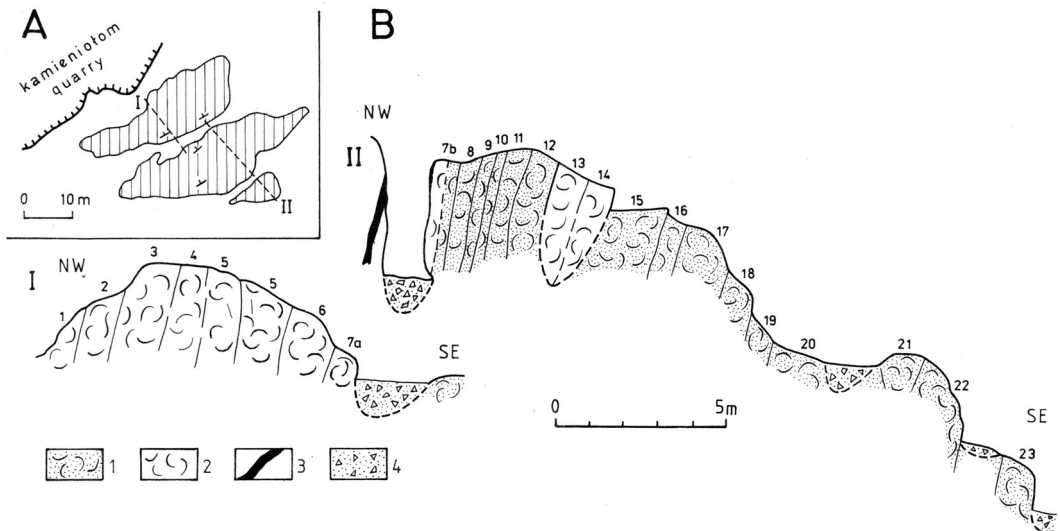 A
kamieniołom
quarry
I
II
0 10 m
B
NW
II
7b 8 9 10 11 12 13 14 15 16 17 18 19 20 21 22 23
SE
0 5m
I
NW
1 2 3 4 5 5 6 7a
SE
1
2
3
4